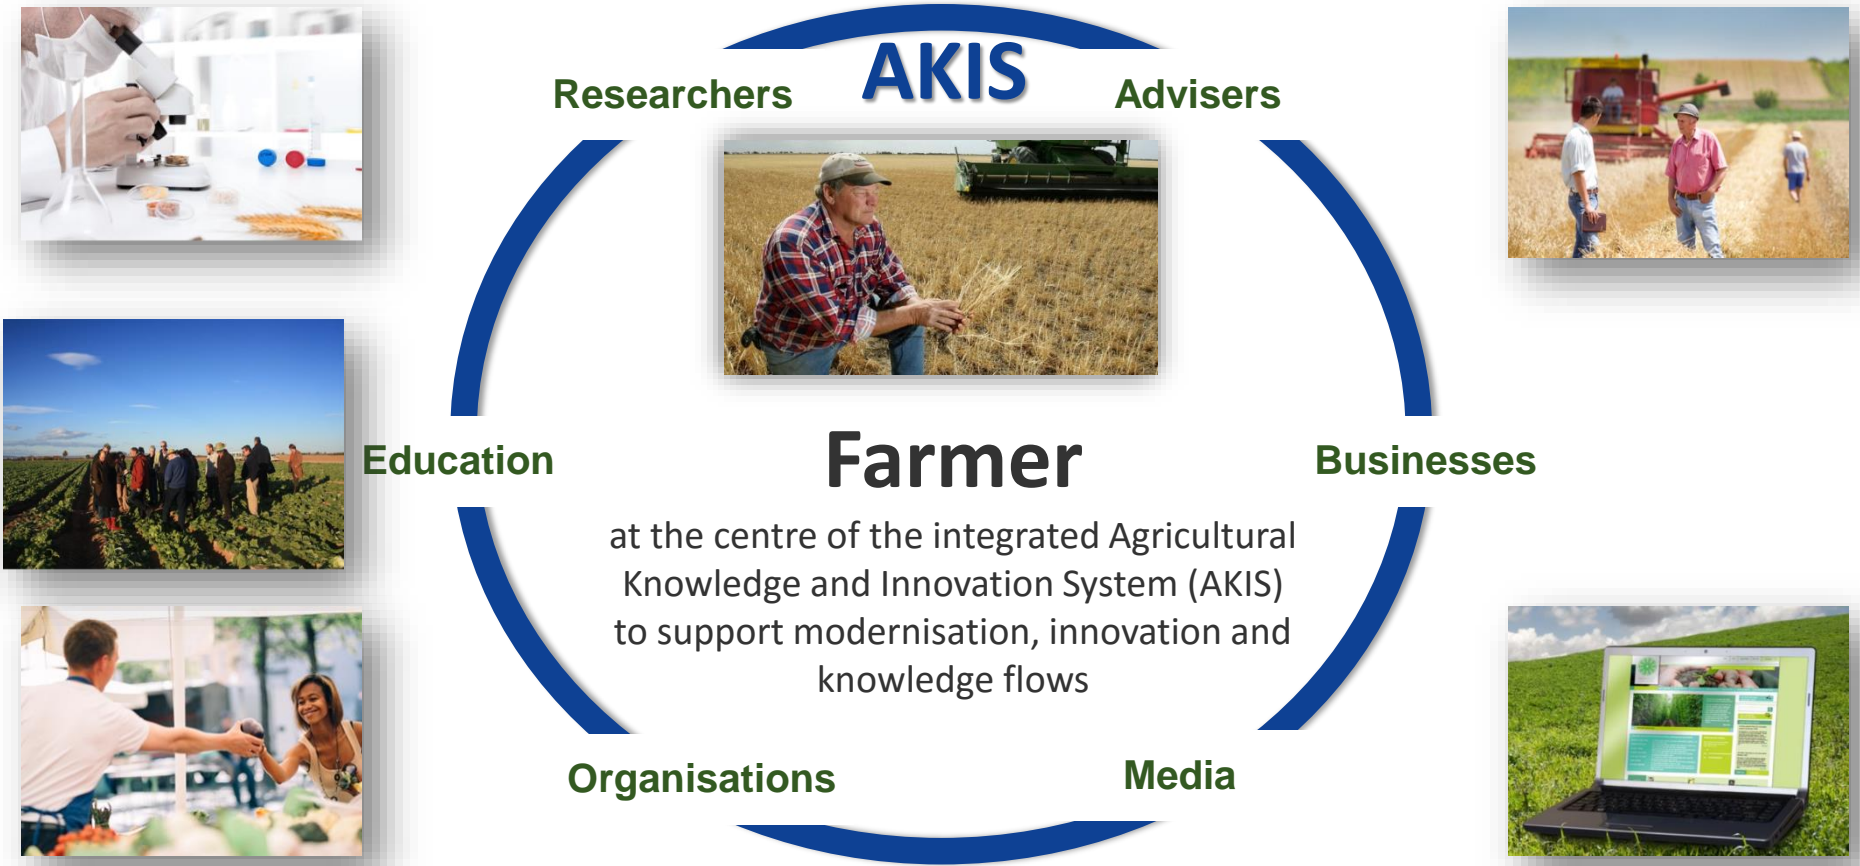 AKIS
Researchers
Advisers
Education
Farmer
Businesses
at the centre of the integrated Agricultural
Knowledge and Innovation System (AKIS)
to support modernisation, innovation and
knowledge flows
Organisations
Media